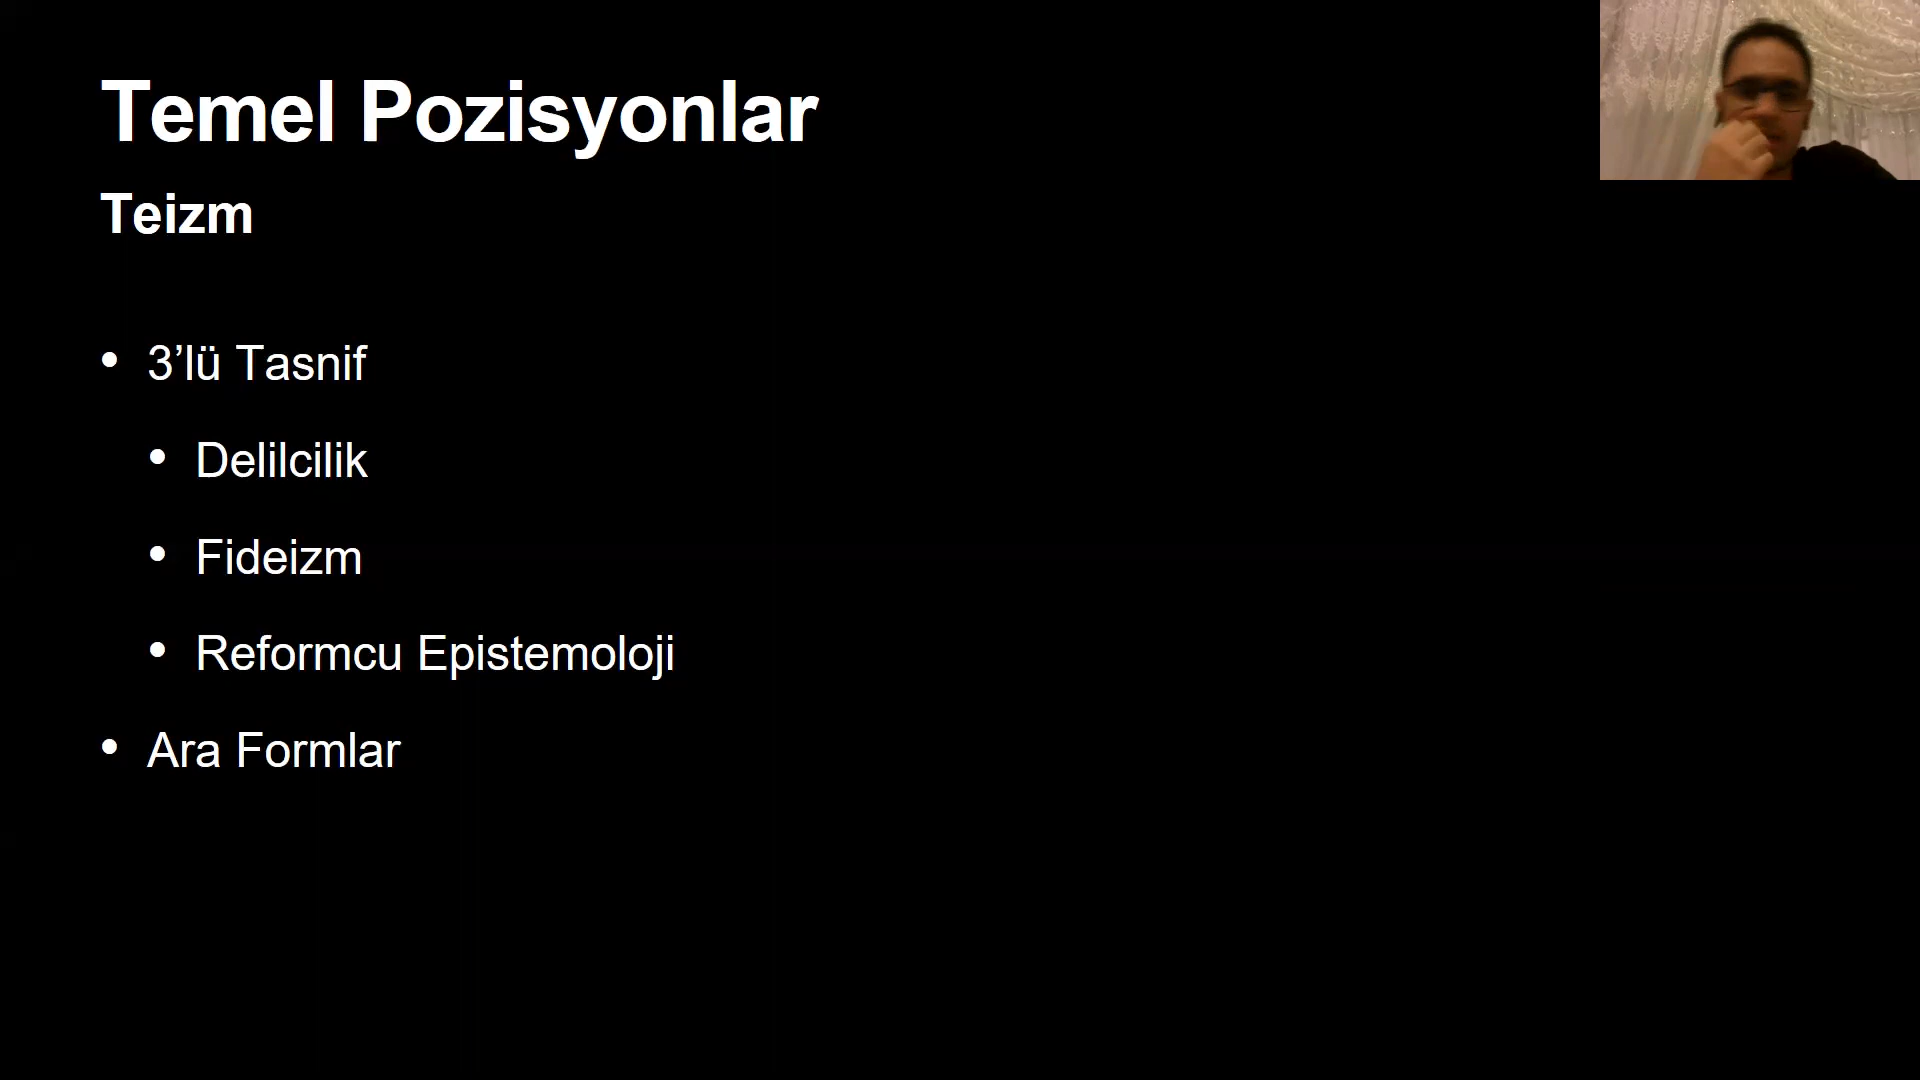 Temel Pozisyonlar
Teizm
• 3’lü Tasnif
• Delilcilik
• Fideizm
• Reformcu Epistemoloji
• Ara Formlar